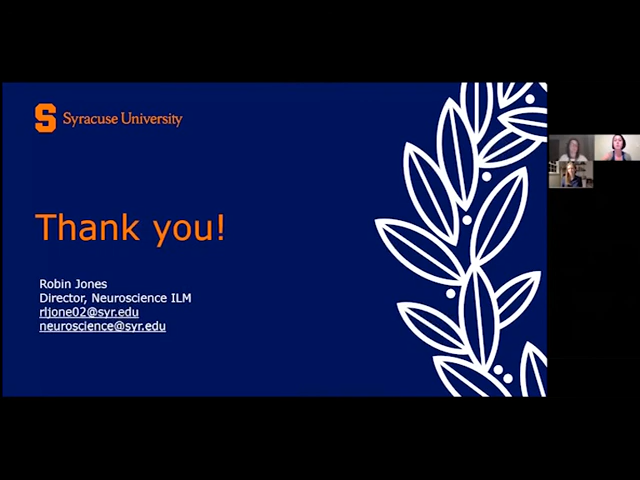 S Syracuse University
Thank you!
Robin Jones
Director, Neuroscience ILM
rljone02@syr.edu
neuroscience@syr.edu